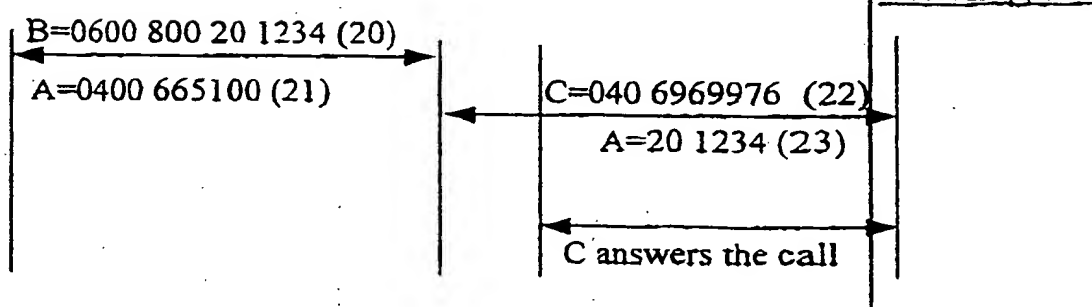 B=0600 800 20 1234 (20)
A=0400 665100 (21)
C=040 6969976 (22)
A=20 1234 (23)
C answers the call